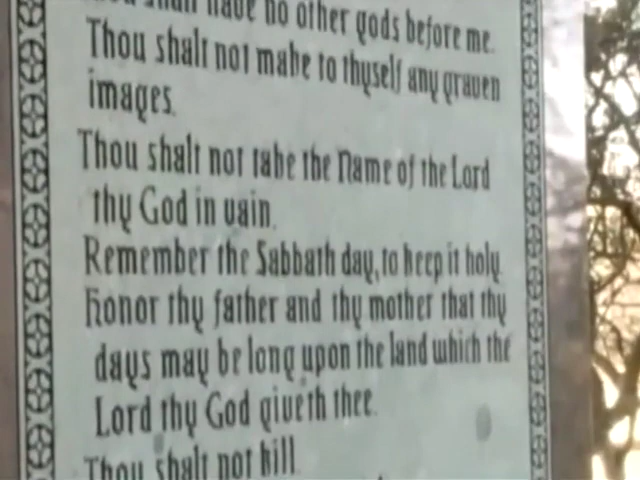 Thou shall have no other gods before me.
Thou shalt not make to thyself any graven
images.
Thou shalt not take the Name of the Lord
thy God in vain.
Remember the Sabbath day, to keep it holy.
Honor thy father and thy mother that thy
days may be long upon the land which the
Lord thy God giveth thee.
Thou shalt not kill